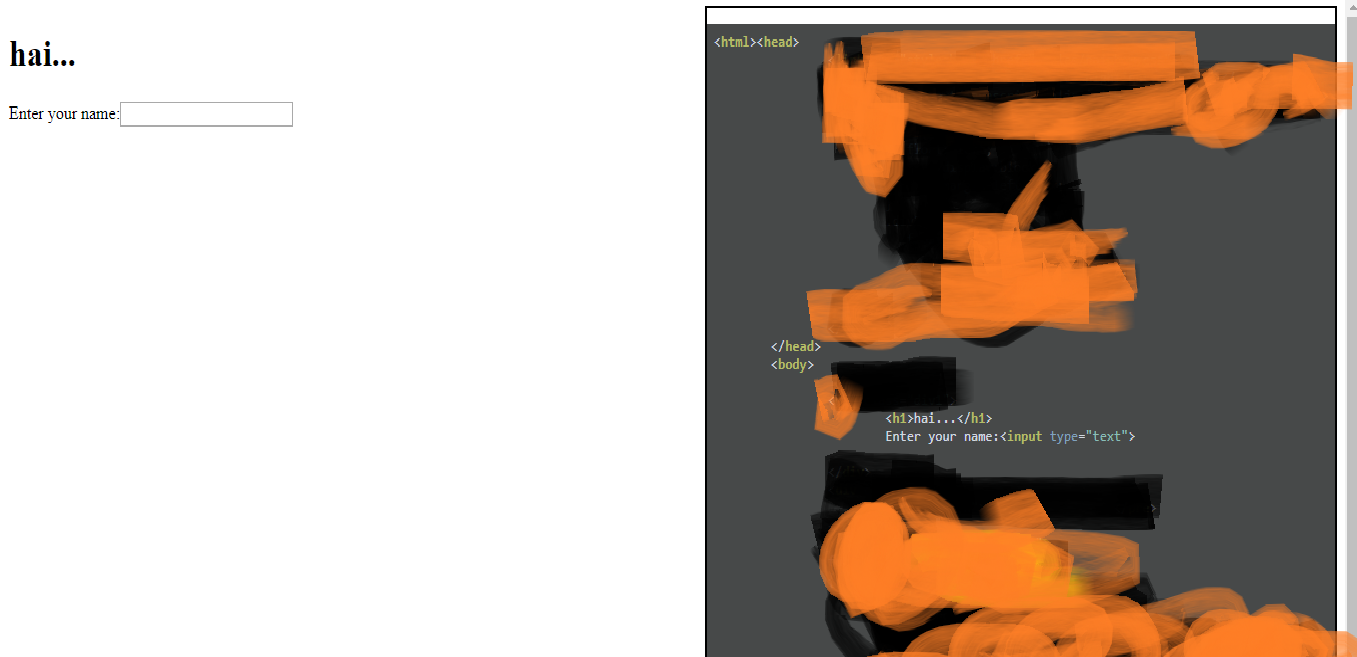 hai...
Enter your name:
<html><head>
</head>
<body>
<h1>hai...</h1>
Enter your name:<input type="text">